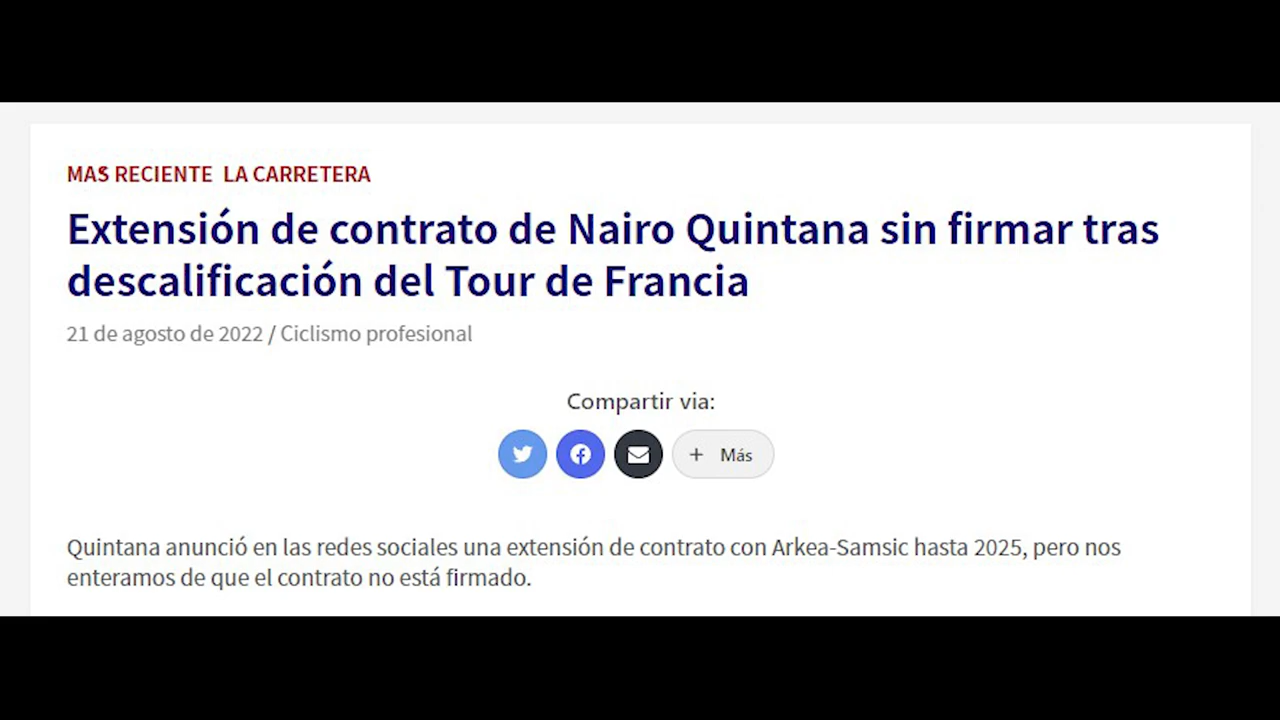 MAS RECIENTE LA CARRETERA
Extensión de contrato de Nairo Quintana sin firmar tras
descalificación del Tour de Francia
21 de agosto de 2022 / Ciclismo profesional
Compartir via:
+ Más
Quintana anunció en las redes sociales una extensión de contrato con Arkea-Samsic hasta 2025, pero nos
enteramos de que el contrato no está firmado.